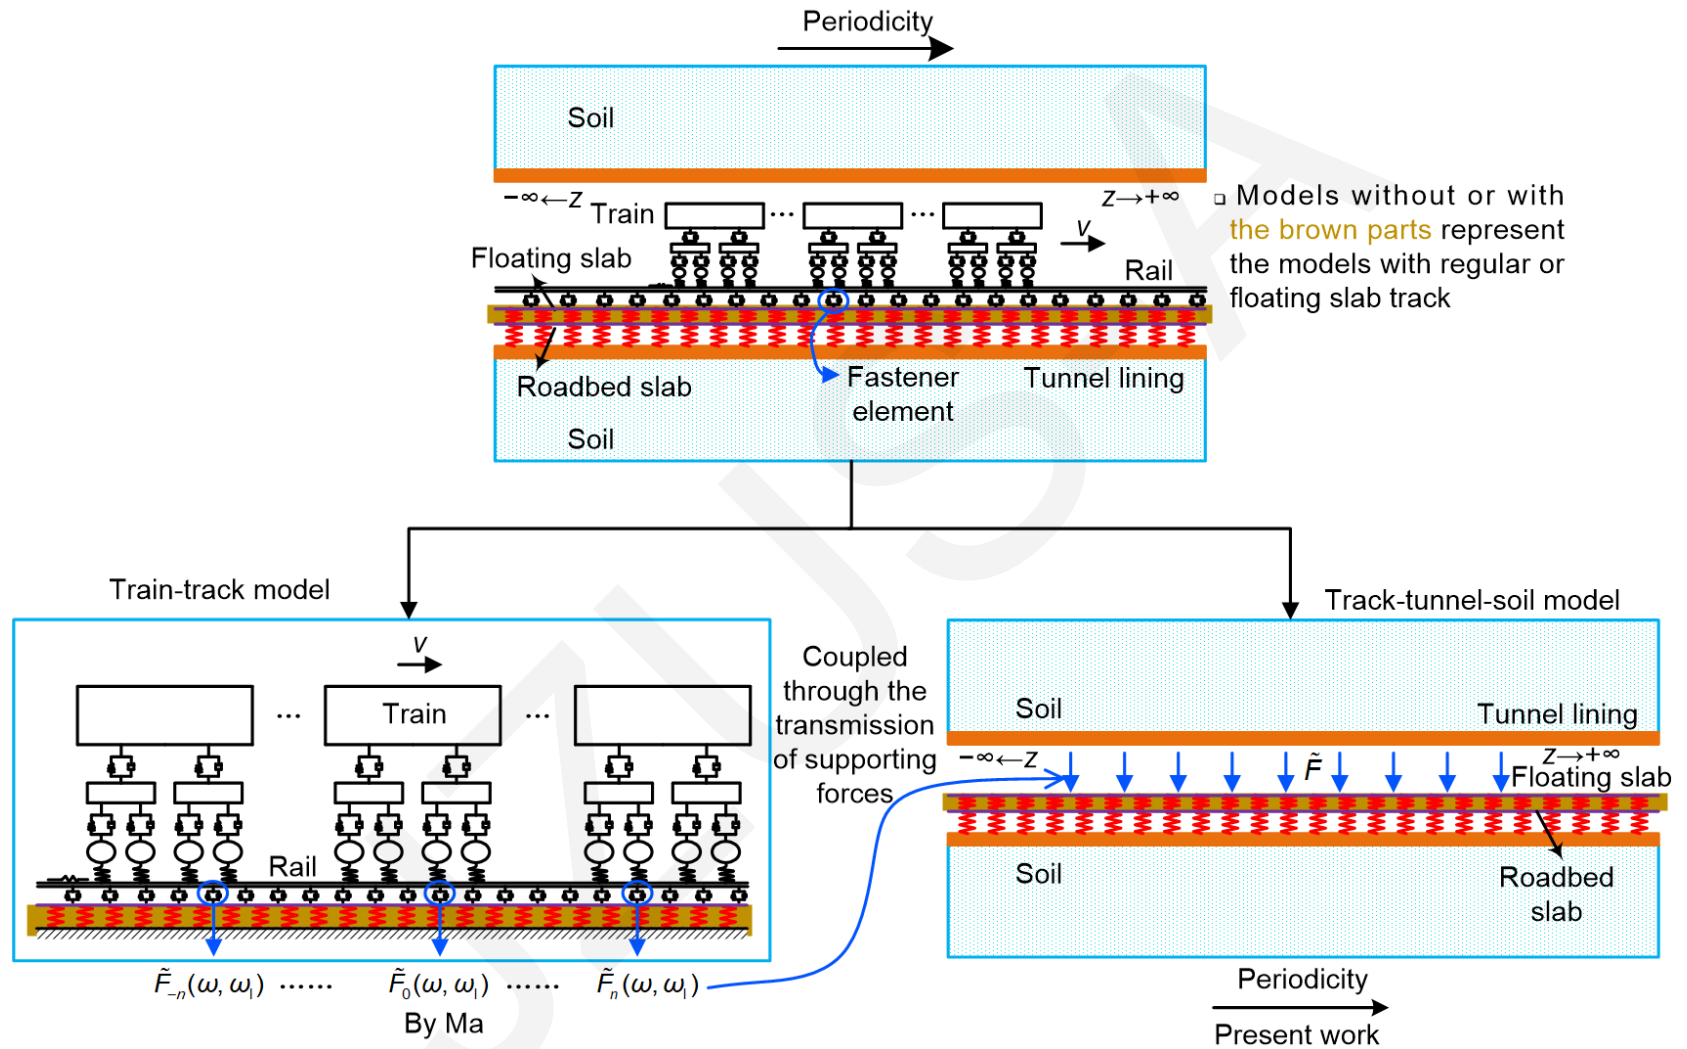 Periodicity
Soil
−∞←z
z→+∞
Train
...
...
v
Floating slab
Rail
❑ Models without or with
the brown parts represent
the models with regular or
floating slab track
Roadbed slab
Fastener
element
Tunnel lining
Soil
Train-track model
v
...
Train
...
Rail
F̃₋ₙ(ω, ωₗ) ······
F̃₀(ω, ωₗ) ······
F̃ₙ(ω, ωₗ)
By Ma
Coupled
through the
transmission
of supporting
forces
Track-tunnel-soil model
Soil
Tunnel lining
−∞←z
F̃
z→+∞
Floating slab
Soil
Roadbed
slab
Periodicity
Present work
JZUSA